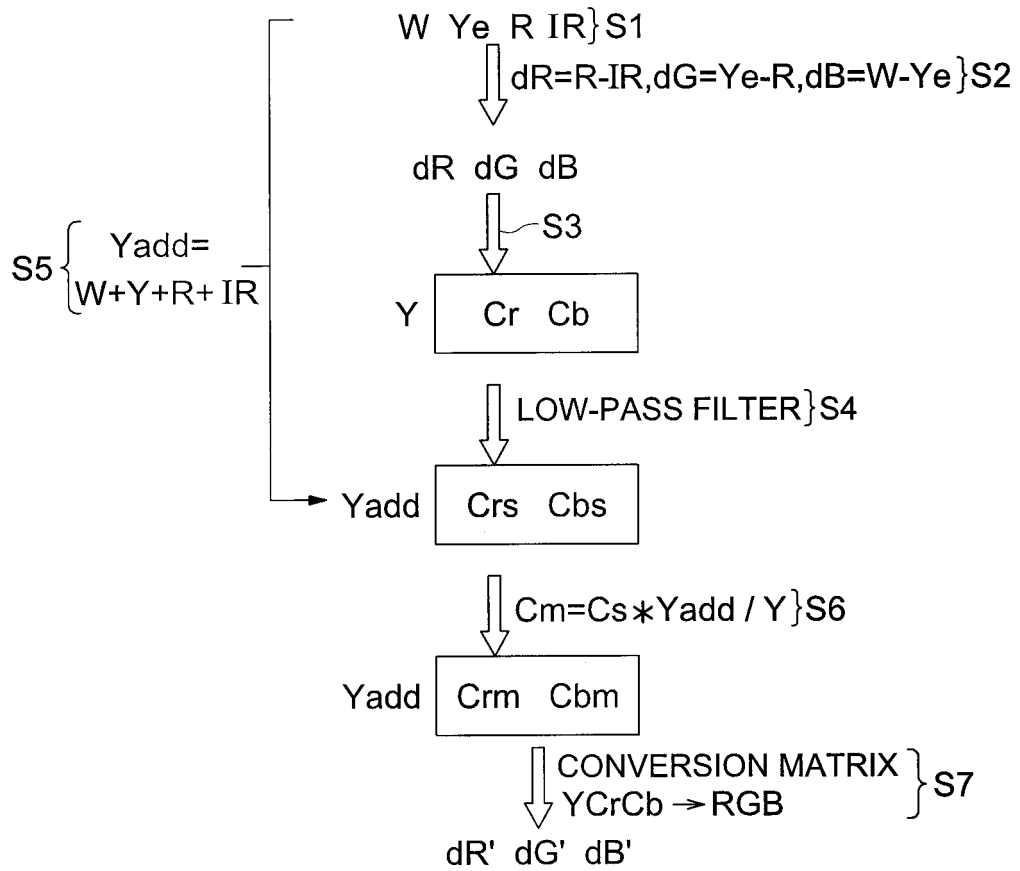 W Ye R IR}S1
dR=R-IR,dG=Ye-R,dB=W-Ye}S2
dR dG dB
S3
S5{ Yadd=
W+Y+R+ IR
Y Cr Cb
LOW-PASS FILTER}S4
Yadd Crs Cbs
Cm=Cs*Yadd / Y}S6
Yadd Crm Cbm
CONVERSION MATRIX
YCrCb → RGB }S7
dR' dG' dB'